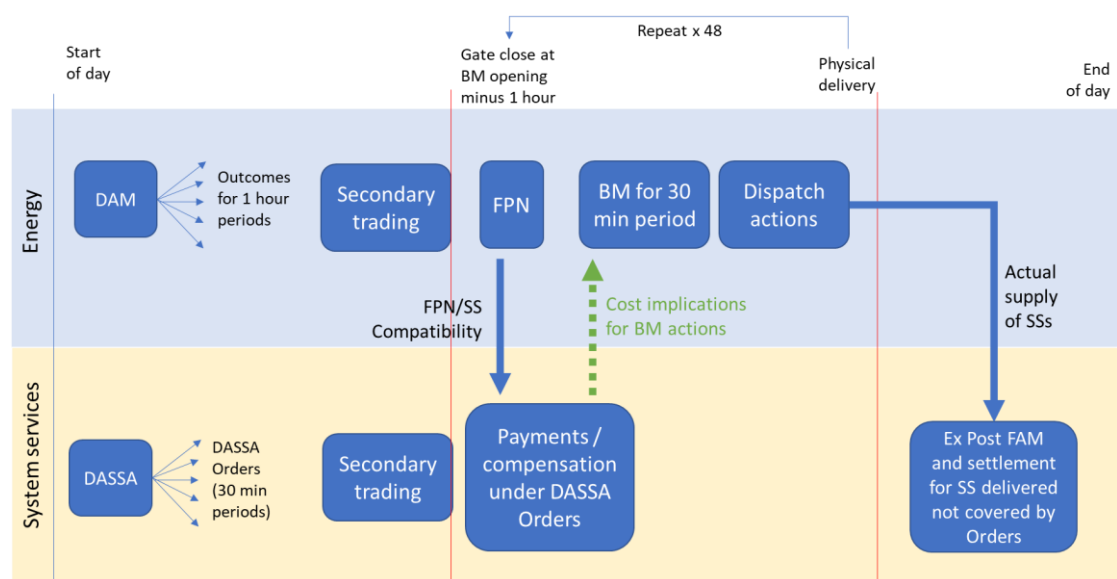 Repeat x 48
Start
of day
Gate close at
BM opening
minus 1 hour
Physical
delivery
End
of day
Energy
DAM
Outcomes
for 1 hour
periods
Secondary
trading
FPN
BM for 30
min period
Dispatch
actions
FPN/SS
Compatibility
Cost implications
for BM actions
Actual
supply
of SSs
System services
DASSA
DASSA
Orders
(30 min
periods)
Secondary
trading
Payments /
compensation
under DASSA
Orders
Ex Post FAM
and settlement
for SS delivered
not covered by
Orders